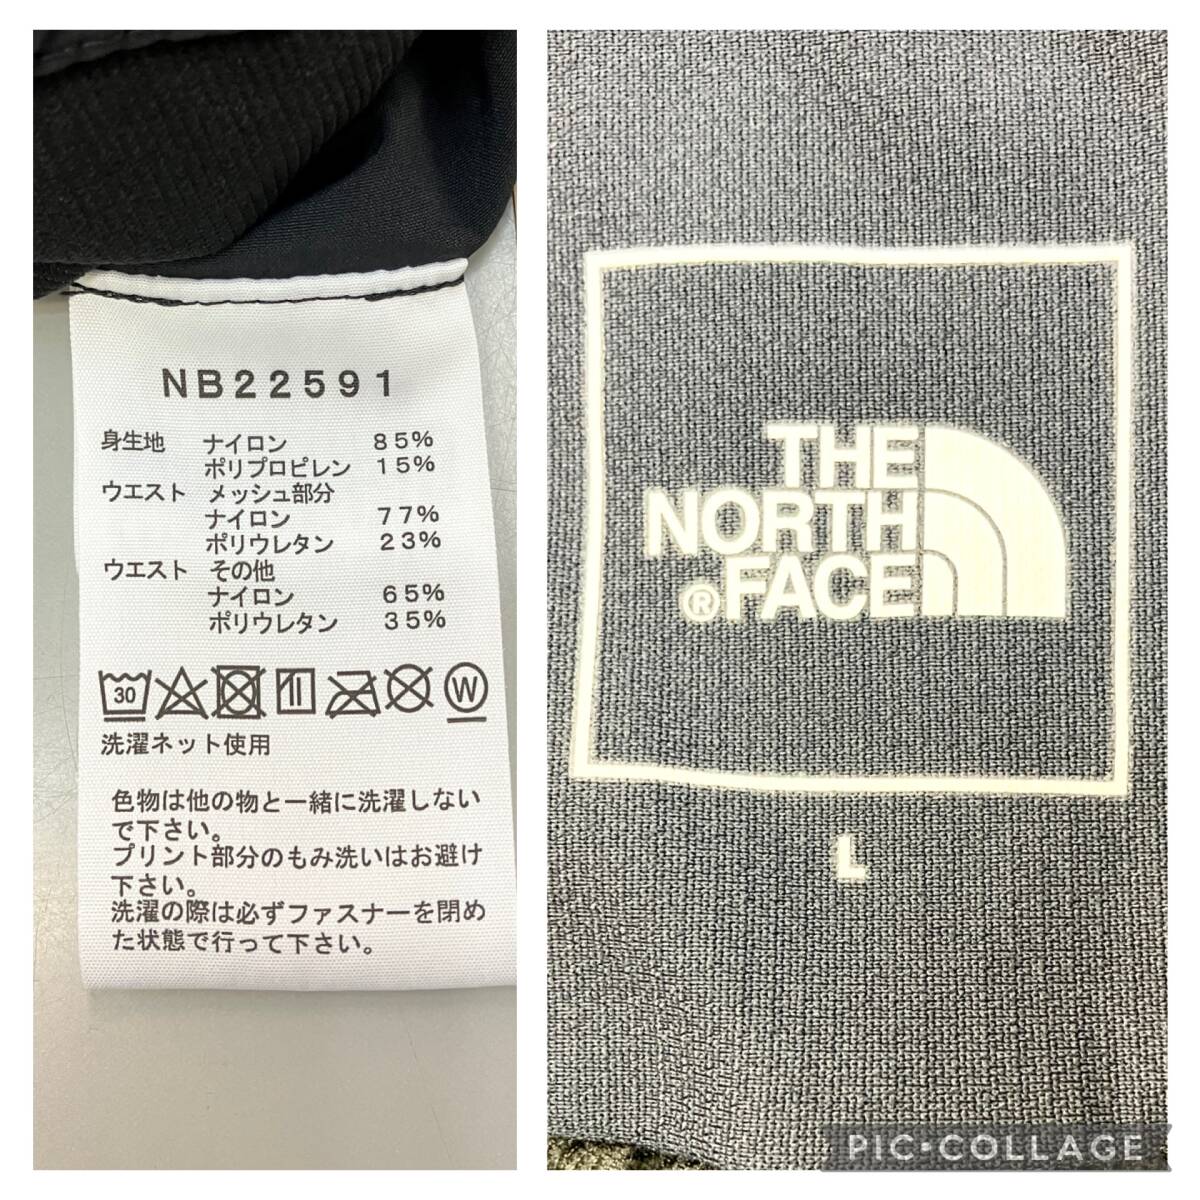 NB22591
身生地 ナイロン 85%
ポリプロピレン 15%
ウエスト メッシュ部分
ナイロン 77%
ポリウレタン 23%
ウエスト その他
ナイロン 65%
ポリウレタン 35%
30 W
洗濯ネット使用
色物は他の物と一緒に洗濯しない
で下さい。
プリント部分のもみ洗いはお避け
下さい。
洗濯の際は必ずファスナーを閉め
た状態で行って下さい。
THE
NORTH
®FACE
L
PIC•COLLAGE